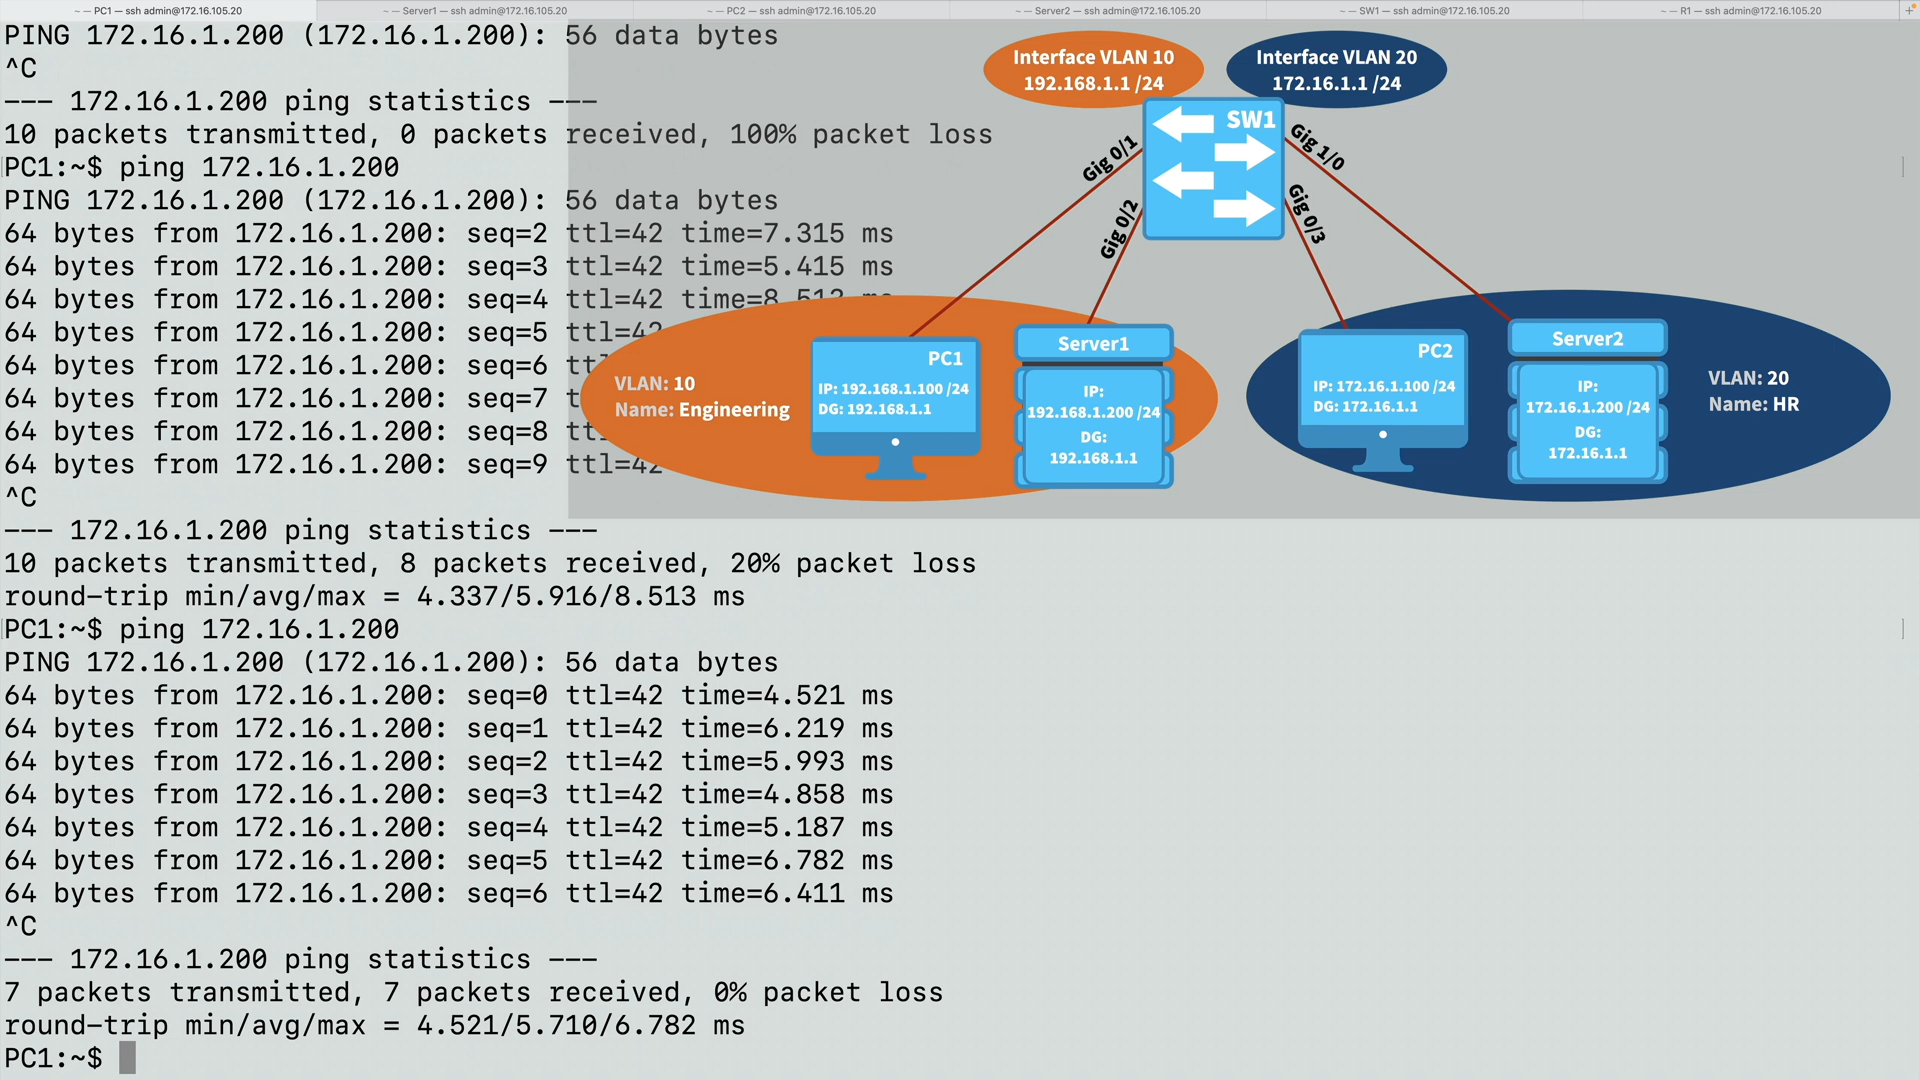 ~ — PC1 — ssh admin@172.16.105.20
~ — Server1 — ssh admin@172.16.105.20
~ — PC2 — ssh admin@172.16.105.20
~ — Server2 — ssh admin@172.16.105.20
~ — SW1 — ssh admin@172.16.105.20
~ — R1 — ssh admin@172.16.105.20
PING 172.16.1.200 (172.16.1.200): 56 data bytes
^C
--- 172.16.1.200 ping statistics ---
10 packets transmitted, 0 packets received, 100% packet loss
PC1:~$ ping 172.16.1.200
PING 172.16.1.200 (172.16.1.200): 56 data bytes
64 bytes from 172.16.1.200: seq=2 ttl=42 time=7.315 ms
64 bytes from 172.16.1.200: seq=3 ttl=42 time=5.415 ms
64 bytes from 172.16.1.200: seq=4 ttl=42 time=8.513 ms
64 bytes from 172.16.1.200: seq=5 ttl=42
64 bytes from 172.16.1.200: seq=6
64 bytes from 172.16.1.200: seq=7
64 bytes from 172.16.1.200: seq=8
64 bytes from 172.16.1.200: seq=9 ttl=42
^C
--- 172.16.1.200 ping statistics ---
10 packets transmitted, 8 packets received, 20% packet loss
round-trip min/avg/max = 4.337/5.916/8.513 ms
PC1:~$ ping 172.16.1.200
PING 172.16.1.200 (172.16.1.200): 56 data bytes
64 bytes from 172.16.1.200: seq=0 ttl=42 time=4.521 ms
64 bytes from 172.16.1.200: seq=1 ttl=42 time=6.219 ms
64 bytes from 172.16.1.200: seq=2 ttl=42 time=5.993 ms
64 bytes from 172.16.1.200: seq=3 ttl=42 time=4.858 ms
64 bytes from 172.16.1.200: seq=4 ttl=42 time=5.187 ms
64 bytes from 172.16.1.200: seq=5 ttl=42 time=6.782 ms
64 bytes from 172.16.1.200: seq=6 ttl=42 time=6.411 ms
^C
--- 172.16.1.200 ping statistics ---
7 packets transmitted, 7 packets received, 0% packet loss
round-trip min/avg/max = 4.521/5.710/6.782 ms
PC1:~$
Interface VLAN 10
192.168.1.1 /24
Interface VLAN 20
172.16.1.1 /24
SW1
Gig 0/1
Gig 0/2
Gig 1/0
Gig 0/3
VLAN: 10
Name: Engineering
PC1
IP: 192.168.1.100 /24
DG: 192.168.1.1
Server1
IP:
192.168.1.200 /24
DG:
192.168.1.1
PC2
IP: 172.16.1.100 /24
DG: 172.16.1.1
Server2
IP:
172.16.1.200 /24
DG:
172.16.1.1
VLAN: 20
Name: HR